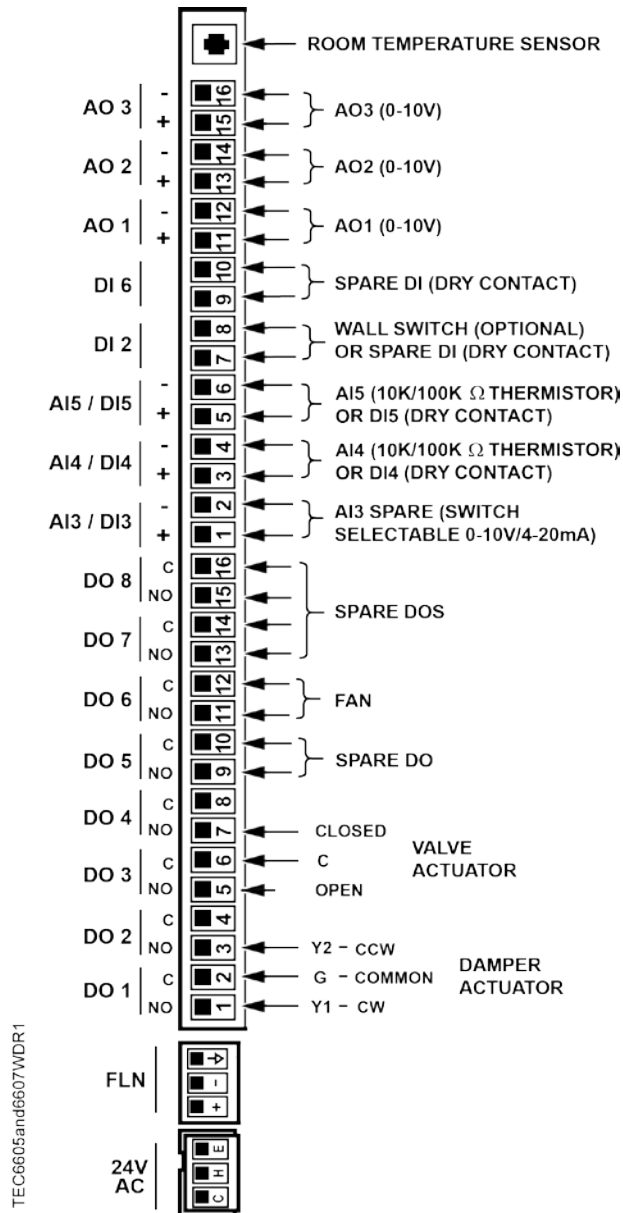 ROOM TEMPERATURE SENSOR
AO 3 - 16 AO3 (0-10V)
+ 15
AO 2 - 14 AO2 (0-10V)
+ 13
AO 1 - 12 AO1 (0-10V)
+ 11
DI 6 10 SPARE DI (DRY CONTACT)
9
DI 2 8 WALL SWITCH (OPTIONAL)
7 OR SPARE DI (DRY CONTACT)
AI5 / DI5 - 6 AI5 (10K/100K Ω THERMISTOR)
+ 5 OR DI5 (DRY CONTACT)
AI4 / DI4 - 4 AI4 (10K/100K Ω THERMISTOR)
+ 3 OR DI4 (DRY CONTACT)
AI3 / DI3 - 2 AI3 SPARE (SWITCH
+ 1 SELECTABLE 0-10V/4-20mA)
DO 8 C 16
NO 15 SPARE DOS
DO 7 C 14
NO 13
DO 6 C 12 FAN
NO 11
DO 5 C 10 SPARE DO
NO 9
DO 4 C 8
NO 7 CLOSED
DO 3 C 6 C VALVE
NO 5 OPEN ACTUATOR
DO 2 C 4
NO 3 Y2 - CCW
DO 1 C 2 G - COMMON DAMPER
NO 1 Y1 - CW ACTUATOR
FLN -
+
24V E
AC H
C
TEC6605and6607WDR1